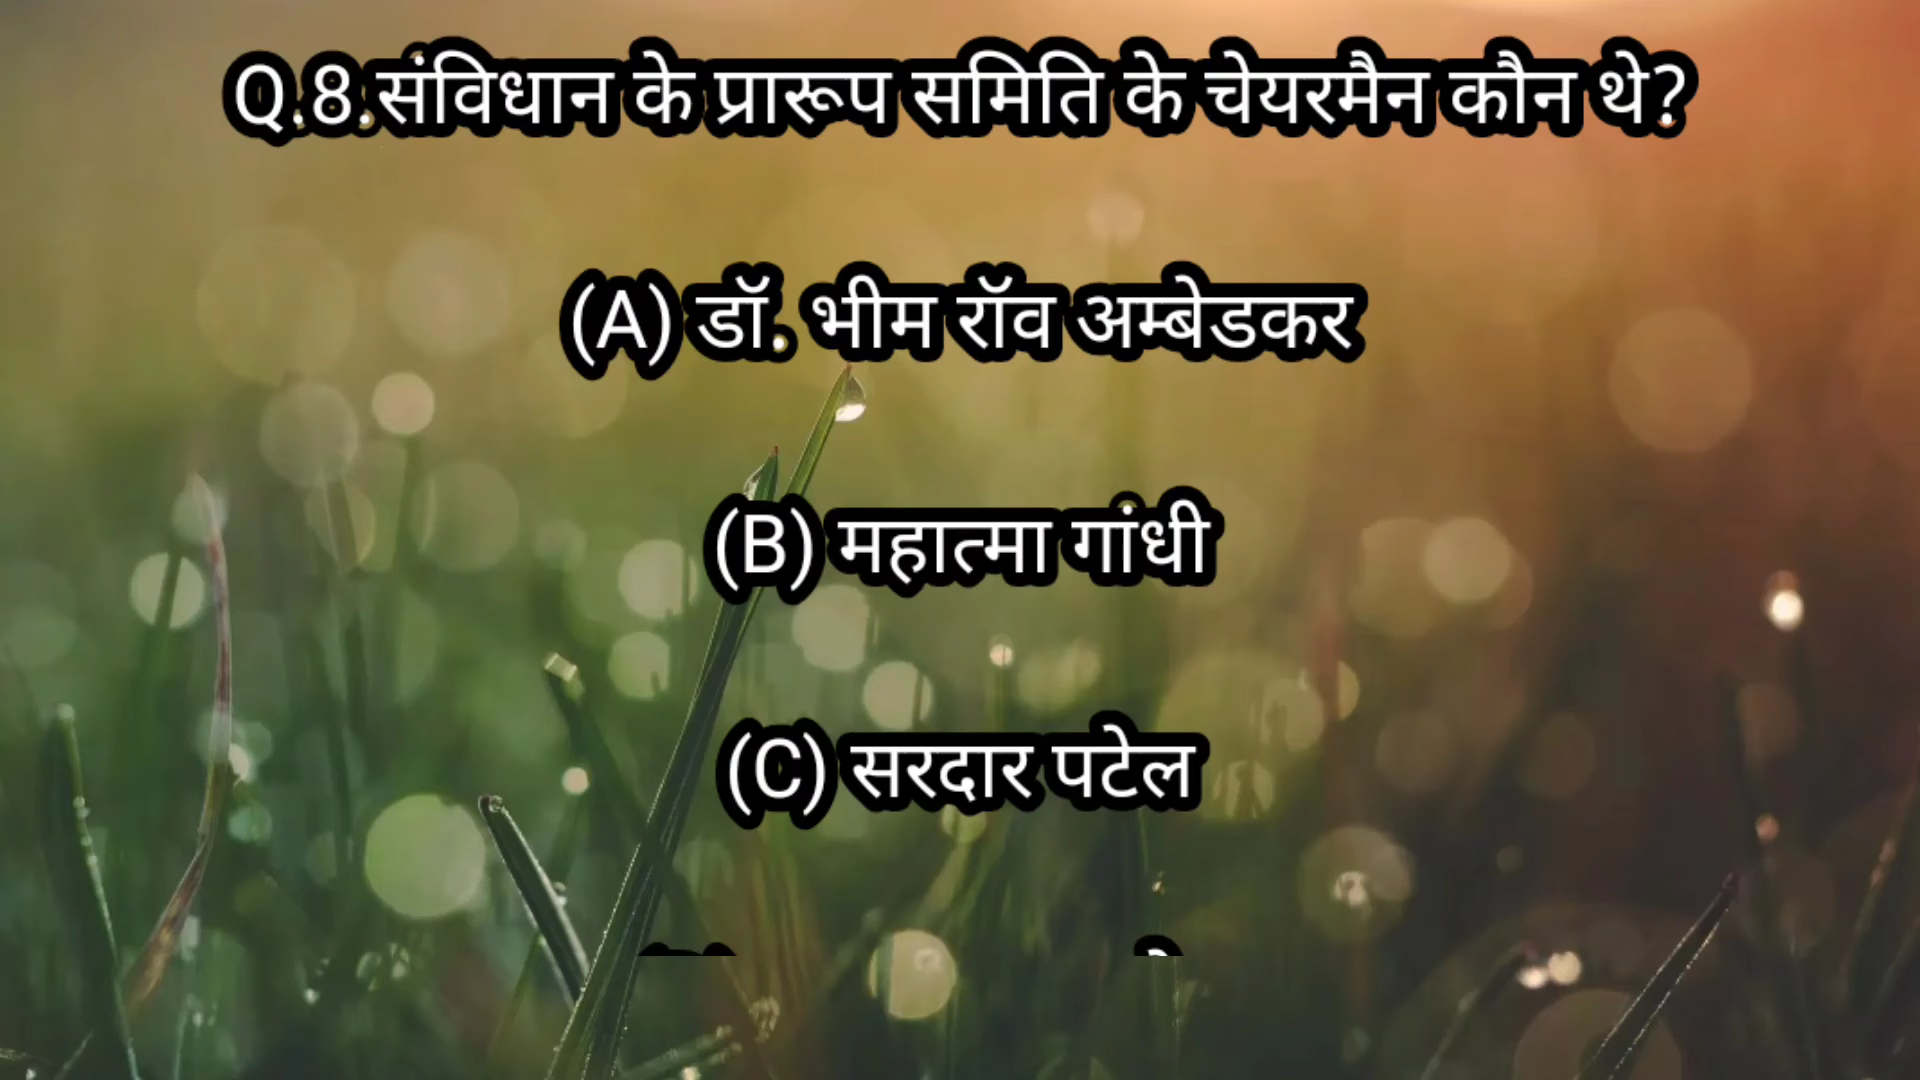 Q.8.संविधान के प्रारूप समिति के चेयरमैन कौन थे?
(A) डॉ. भीम रॉव अम्बेडकर
(B) महात्मा गांधी
(C) सरदार पटेल